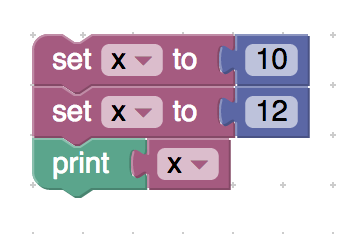 set x to 10
set x to 12
print x